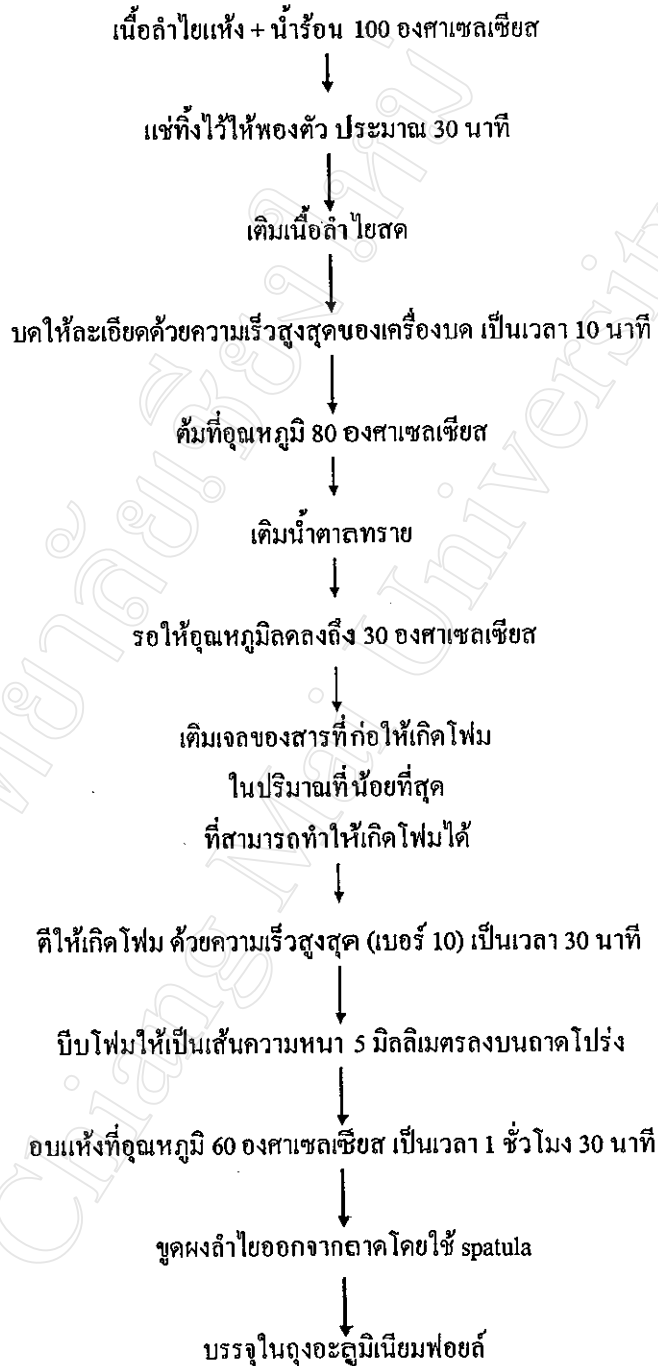 เนื้อลำไยแห้ง + น้ำร้อน 100 องศาเซลเซียส
แช่ทิ้งไว้ให้พองตัว ประมาณ 30 นาที
เติมเนื้อลำไยสด
บดให้ละเอียดด้วยความเร็วสูงสุดของเครื่องบด เป็นเวลา 10 นาที
ต้มที่อุณหภูมิ 80 องศาเซลเซียส
เติมน้ำตาลทราย
รอให้อุณหภูมิลดลงถึง 30 องศาเซลเซียส
เติมเจลของสารที่ก่อให้เกิดโฟม
ในปริมาณที่น้อยที่สุด
ที่สามารถทำให้เกิดโฟมได้
ตีให้เกิดโฟม ด้วยความเร็วสูงสุด (เบอร์ 10) เป็นเวลา 30 นาที
บีบโฟมให้เป็นเส้นความหนา 5 มิลลิเมตรลงบนถาดโปร่ง
อบแห้งที่อุณหภูมิ 60 องศาเซลเซียส เป็นเวลา 1 ชั่วโมง 30 นาที
ขูดผงลำไยออกจากถาดโดยใช้ spatula
บรรจุในถุงอะลูมิเนียมฟอยล์
Chiang Mai University